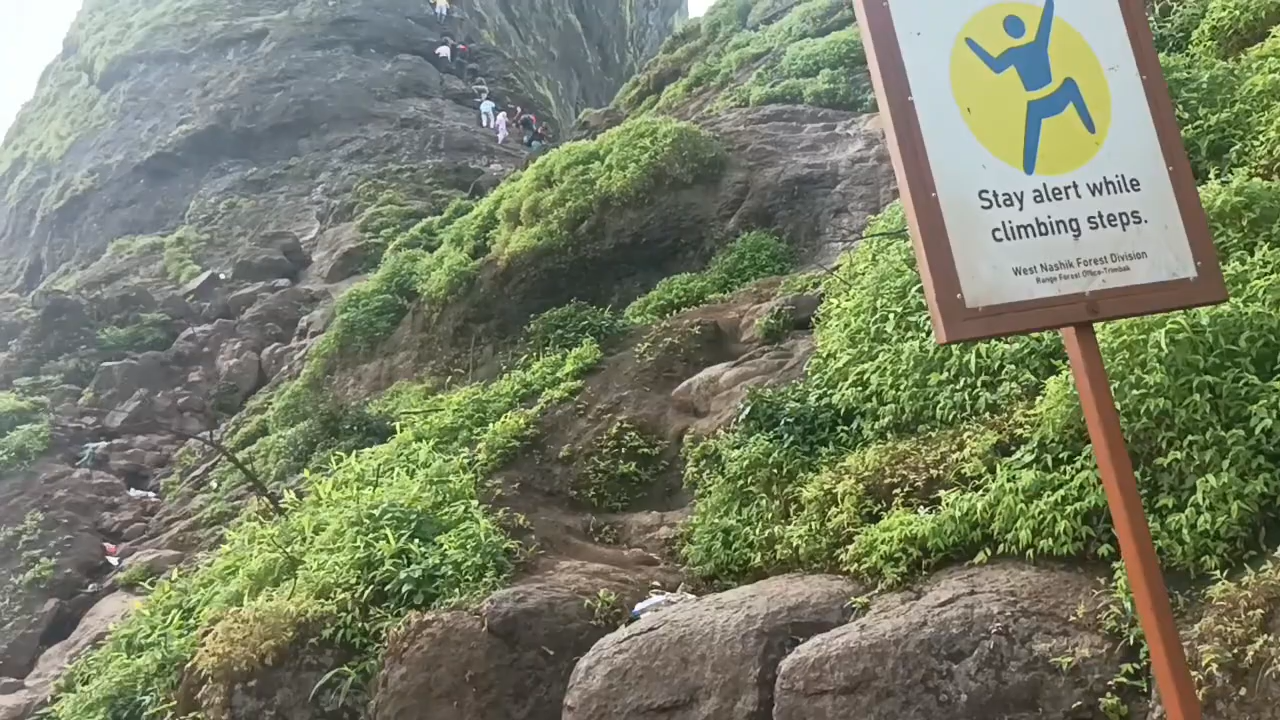 Stay alert while
climbing steps.
West Nashik Forest Division
Range Forest Office-Trimbak